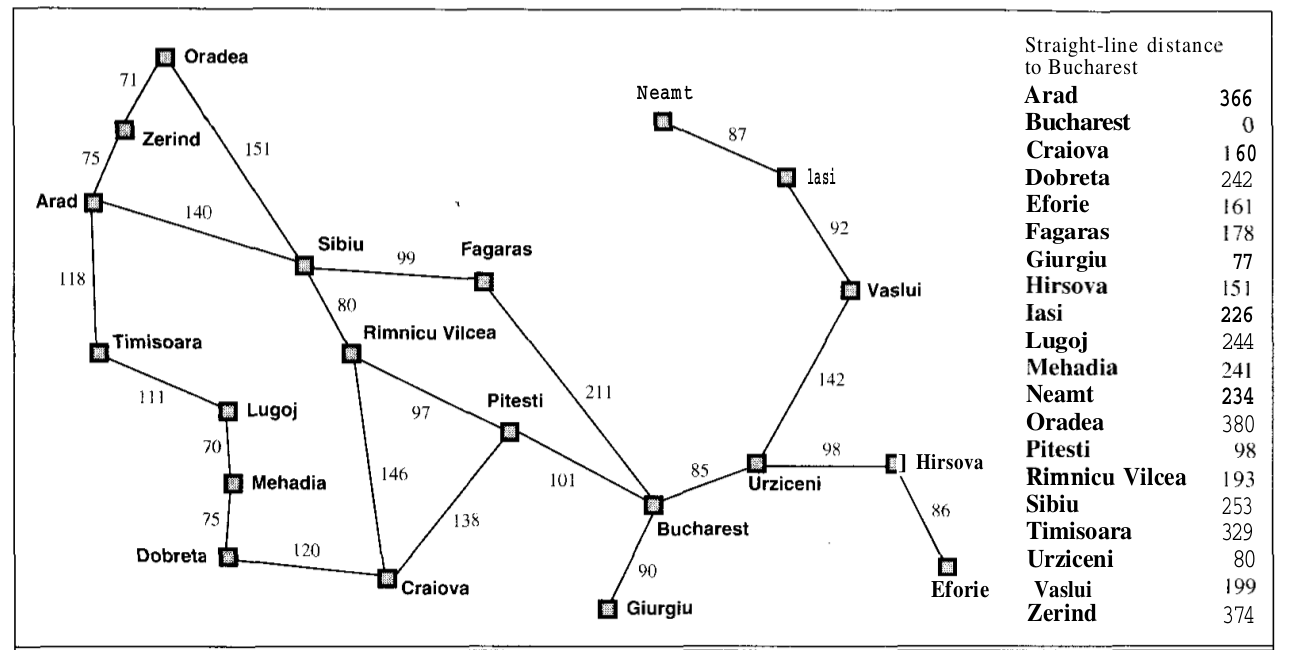 Oradea
71
Zerind
151
75
Arad
140
Sibiu
99
Fagaras
118
80
Timisoara
Rimnicu Vilcea
111
Lugoj
97
Pitesti
211
70
Mehadia
146
101
75
138
Dobreta
120
Craiova
Bucharest
90
Giurgiu
85
Urziceni
98
] Hirsova
86
Eforie
142
Vaslui
92
Iasi
87
Neamt
Straight-line distance
to Bucharest
Arad 366
Bucharest 0
Craiova 160
Dobreta 242
Eforie 161
Fagaras 178
Giurgiu 77
Hirsova 151
Iasi 226
Lugoj 244
Mehadia 241
Neamt 234
Oradea 380
Pitesti 98
Rimnicu Vilcea 193
Sibiu 253
Timisoara 329
Urziceni 80
Vaslui 199
Zerind 374